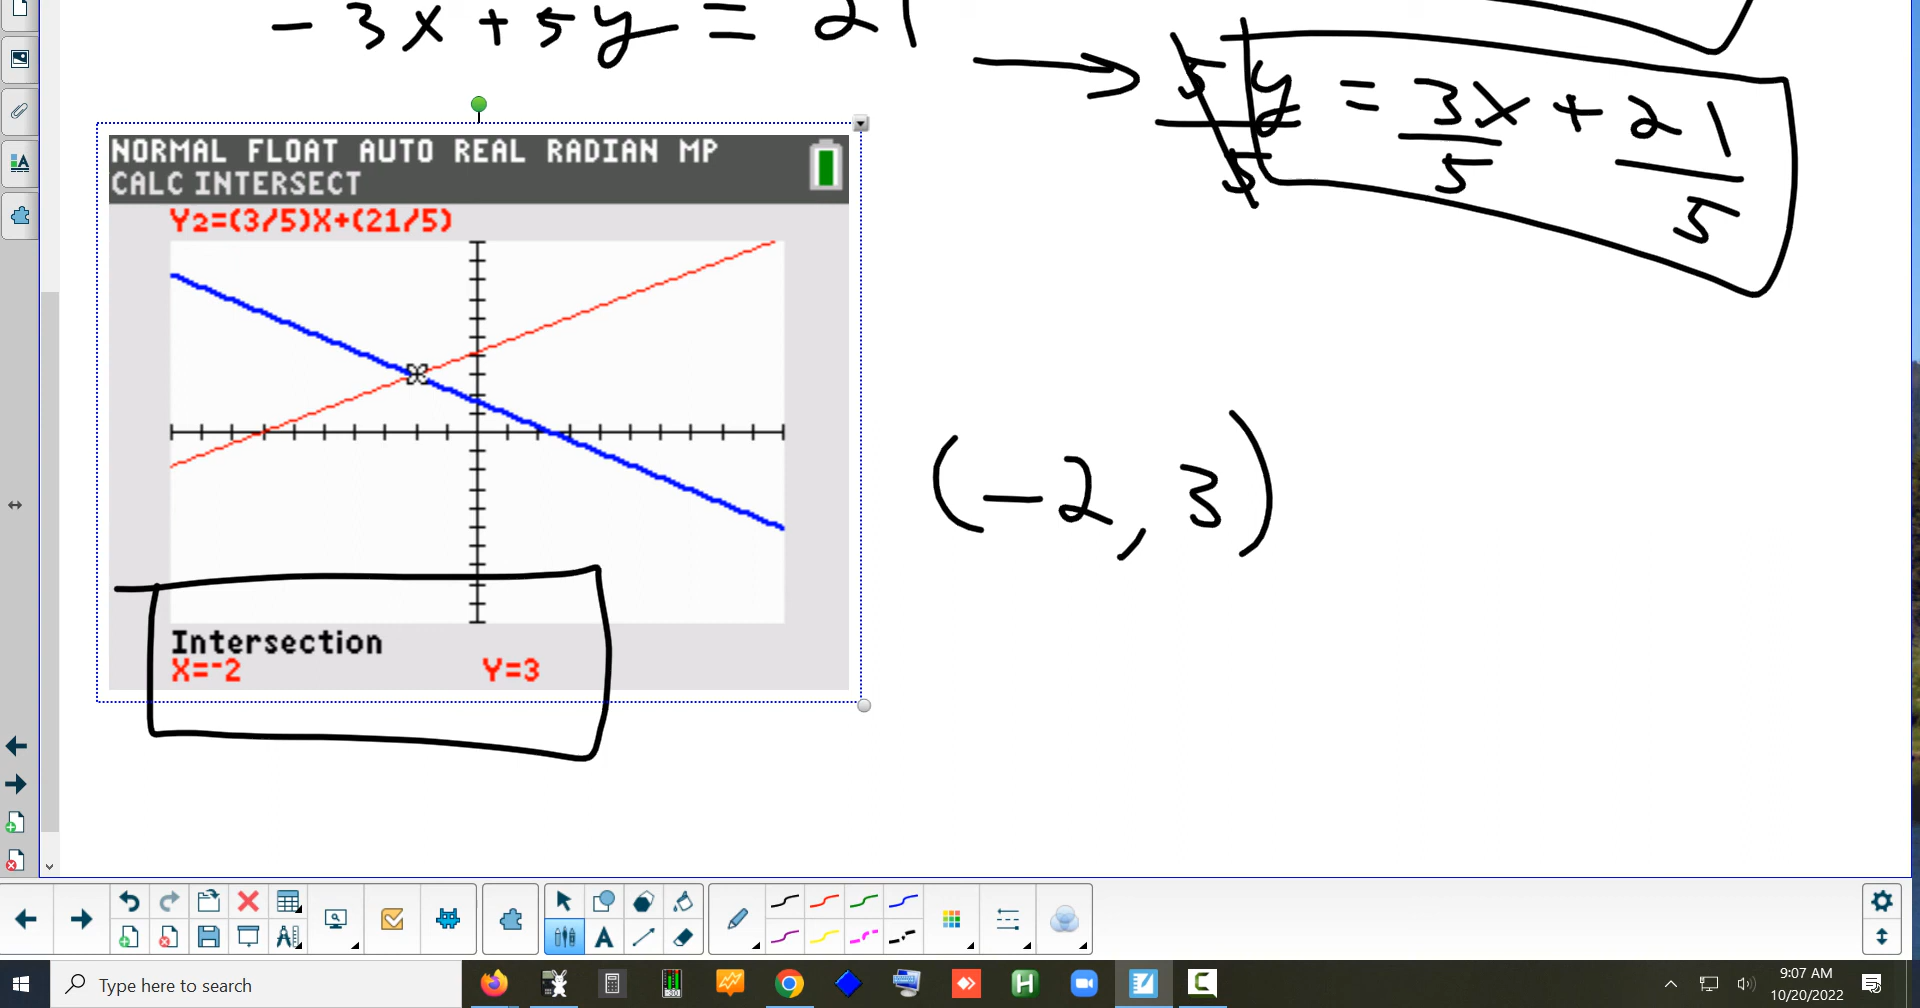 - 3x + 5y = 21
5y = 3x + 21
5 5 5
NORMAL FLOAT AUTO REAL RADIAN MP
CALC INTERSECT
Y2=(3/5)X+(21/5)
(-2, 3)
Intersection
X=-2 Y=3
Type here to search
9:07 AM
10/20/2022